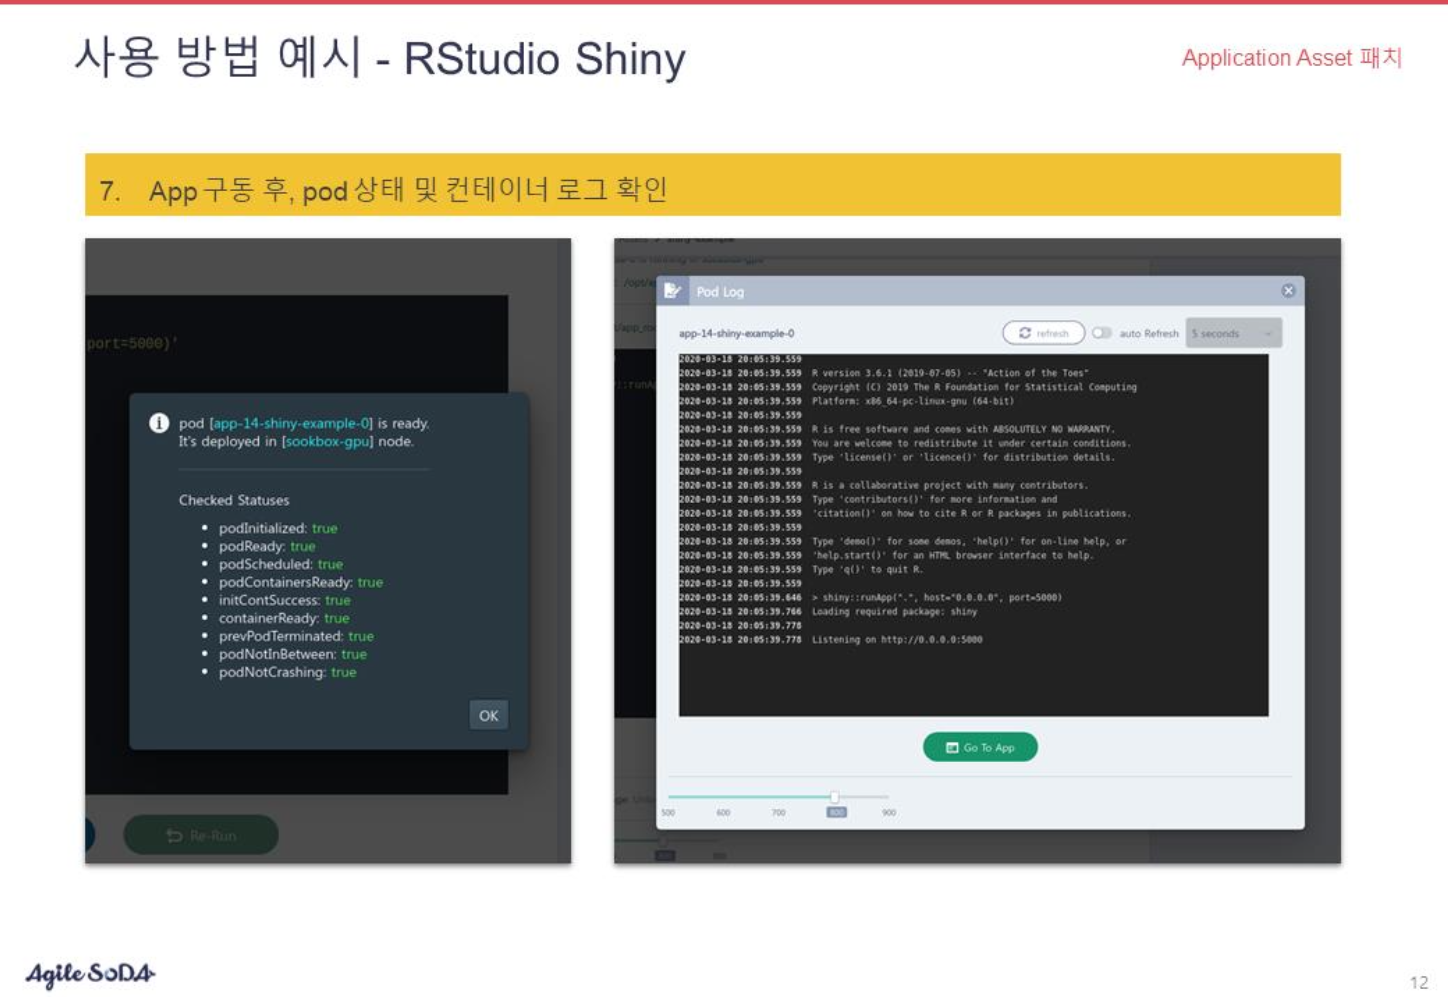 사용 방법 예시 - RStudio Shiny
Application Asset 패치
7. App 구동 후, pod 상태 및 컨테이너 로그 확인
port=5000)'
pod [app-14-shiny-example-0] is ready.
It's deployed in [sookbox-gpu] node.
Checked Statuses
• podInitialized: true
• podReady: true
• podScheduled: true
• podContainersReady: true
• initContSuccess: true
• containerReady: true
• prevPodTerminated: true
• podNotInBetween: true
• podNotCrashing: true
OK
Re-Run
Pod Log
app-14-shiny-example-0
refresh
auto Refresh
5 seconds
2020-03-18 20:05:39.559
2020-03-18 20:05:39.559 R version 3.6.1 (2019-07-05) -- "Action of the Toes"
2020-03-18 20:05:39.559 Copyright (C) 2019 The R Foundation for Statistical Computing
2020-03-18 20:05:39.559 Platform: x86_64-pc-linux-gnu (64-bit)
2020-03-18 20:05:39.559
2020-03-18 20:05:39.559 R is free software and comes with ABSOLUTELY NO WARRANTY.
2020-03-18 20:05:39.559 You are welcome to redistribute it under certain conditions.
2020-03-18 20:05:39.559 Type 'license()' or 'licence()' for distribution details.
2020-03-18 20:05:39.559
2020-03-18 20:05:39.559 R is a collaborative project with many contributors.
2020-03-18 20:05:39.559 Type 'contributors()' for more information and
2020-03-18 20:05:39.559 'citation()' on how to cite R or R packages in publications.
2020-03-18 20:05:39.559
2020-03-18 20:05:39.559 Type 'demo()' for some demos, 'help()' for on-line help, or
2020-03-18 20:05:39.559 'help.start()' for an HTML browser interface to help.
2020-03-18 20:05:39.559 Type 'q()' to quit R.
2020-03-18 20:05:39.559
2020-03-18 20:05:39.646 > shiny::runApp(".", host="0.0.0.0", port=5000)
2020-03-18 20:05:39.766 Loading required package: shiny
2020-03-18 20:05:39.778
2020-03-18 20:05:39.778 Listening on http://0.0.0.0:5000
Go To App
500 600 700 800 900
Agile SoDA
12